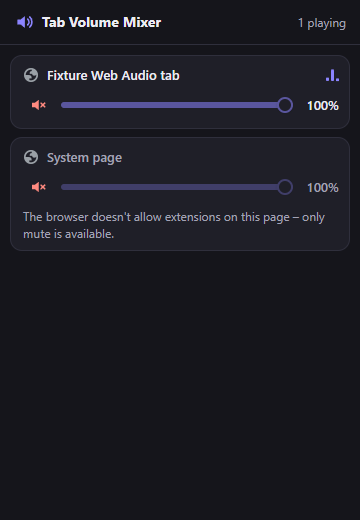 Tab Volume Mixer
1 playing
Fixture Web Audio tab
100%
System page
100%
The browser doesn't allow extensions on this page – only
mute is available.